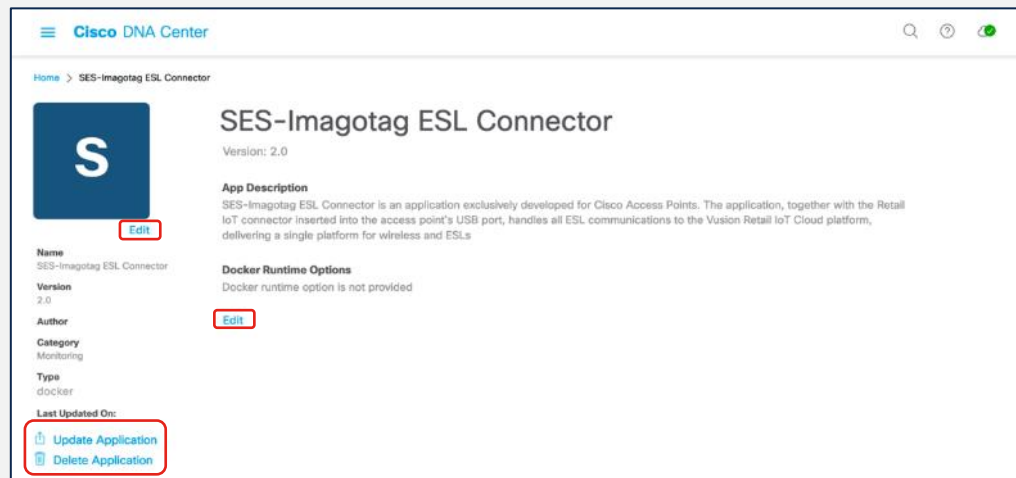 Cisco DNA Center
Home > SES-Imagotag ESL Connector
S
Edit
Name
SES-Imagotag ESL Connector
Version
2.0
Author
Category
Monitoring
Type
docker
Last Updated On:
Update Application
Delete Application
SES-Imagotag ESL Connector
Version: 2.0
App Description
SES-Imagotag ESL Connector is an application exclusively developed for Cisco Access Points. The application, together with the Retail
IoT connector inserted into the access point's USB port, handles all ESL communications to the Vusion Retail IoT Cloud platform,
delivering a single platform for wireless and ESLs
Docker Runtime Options
Docker runtime option is not provided
Edit